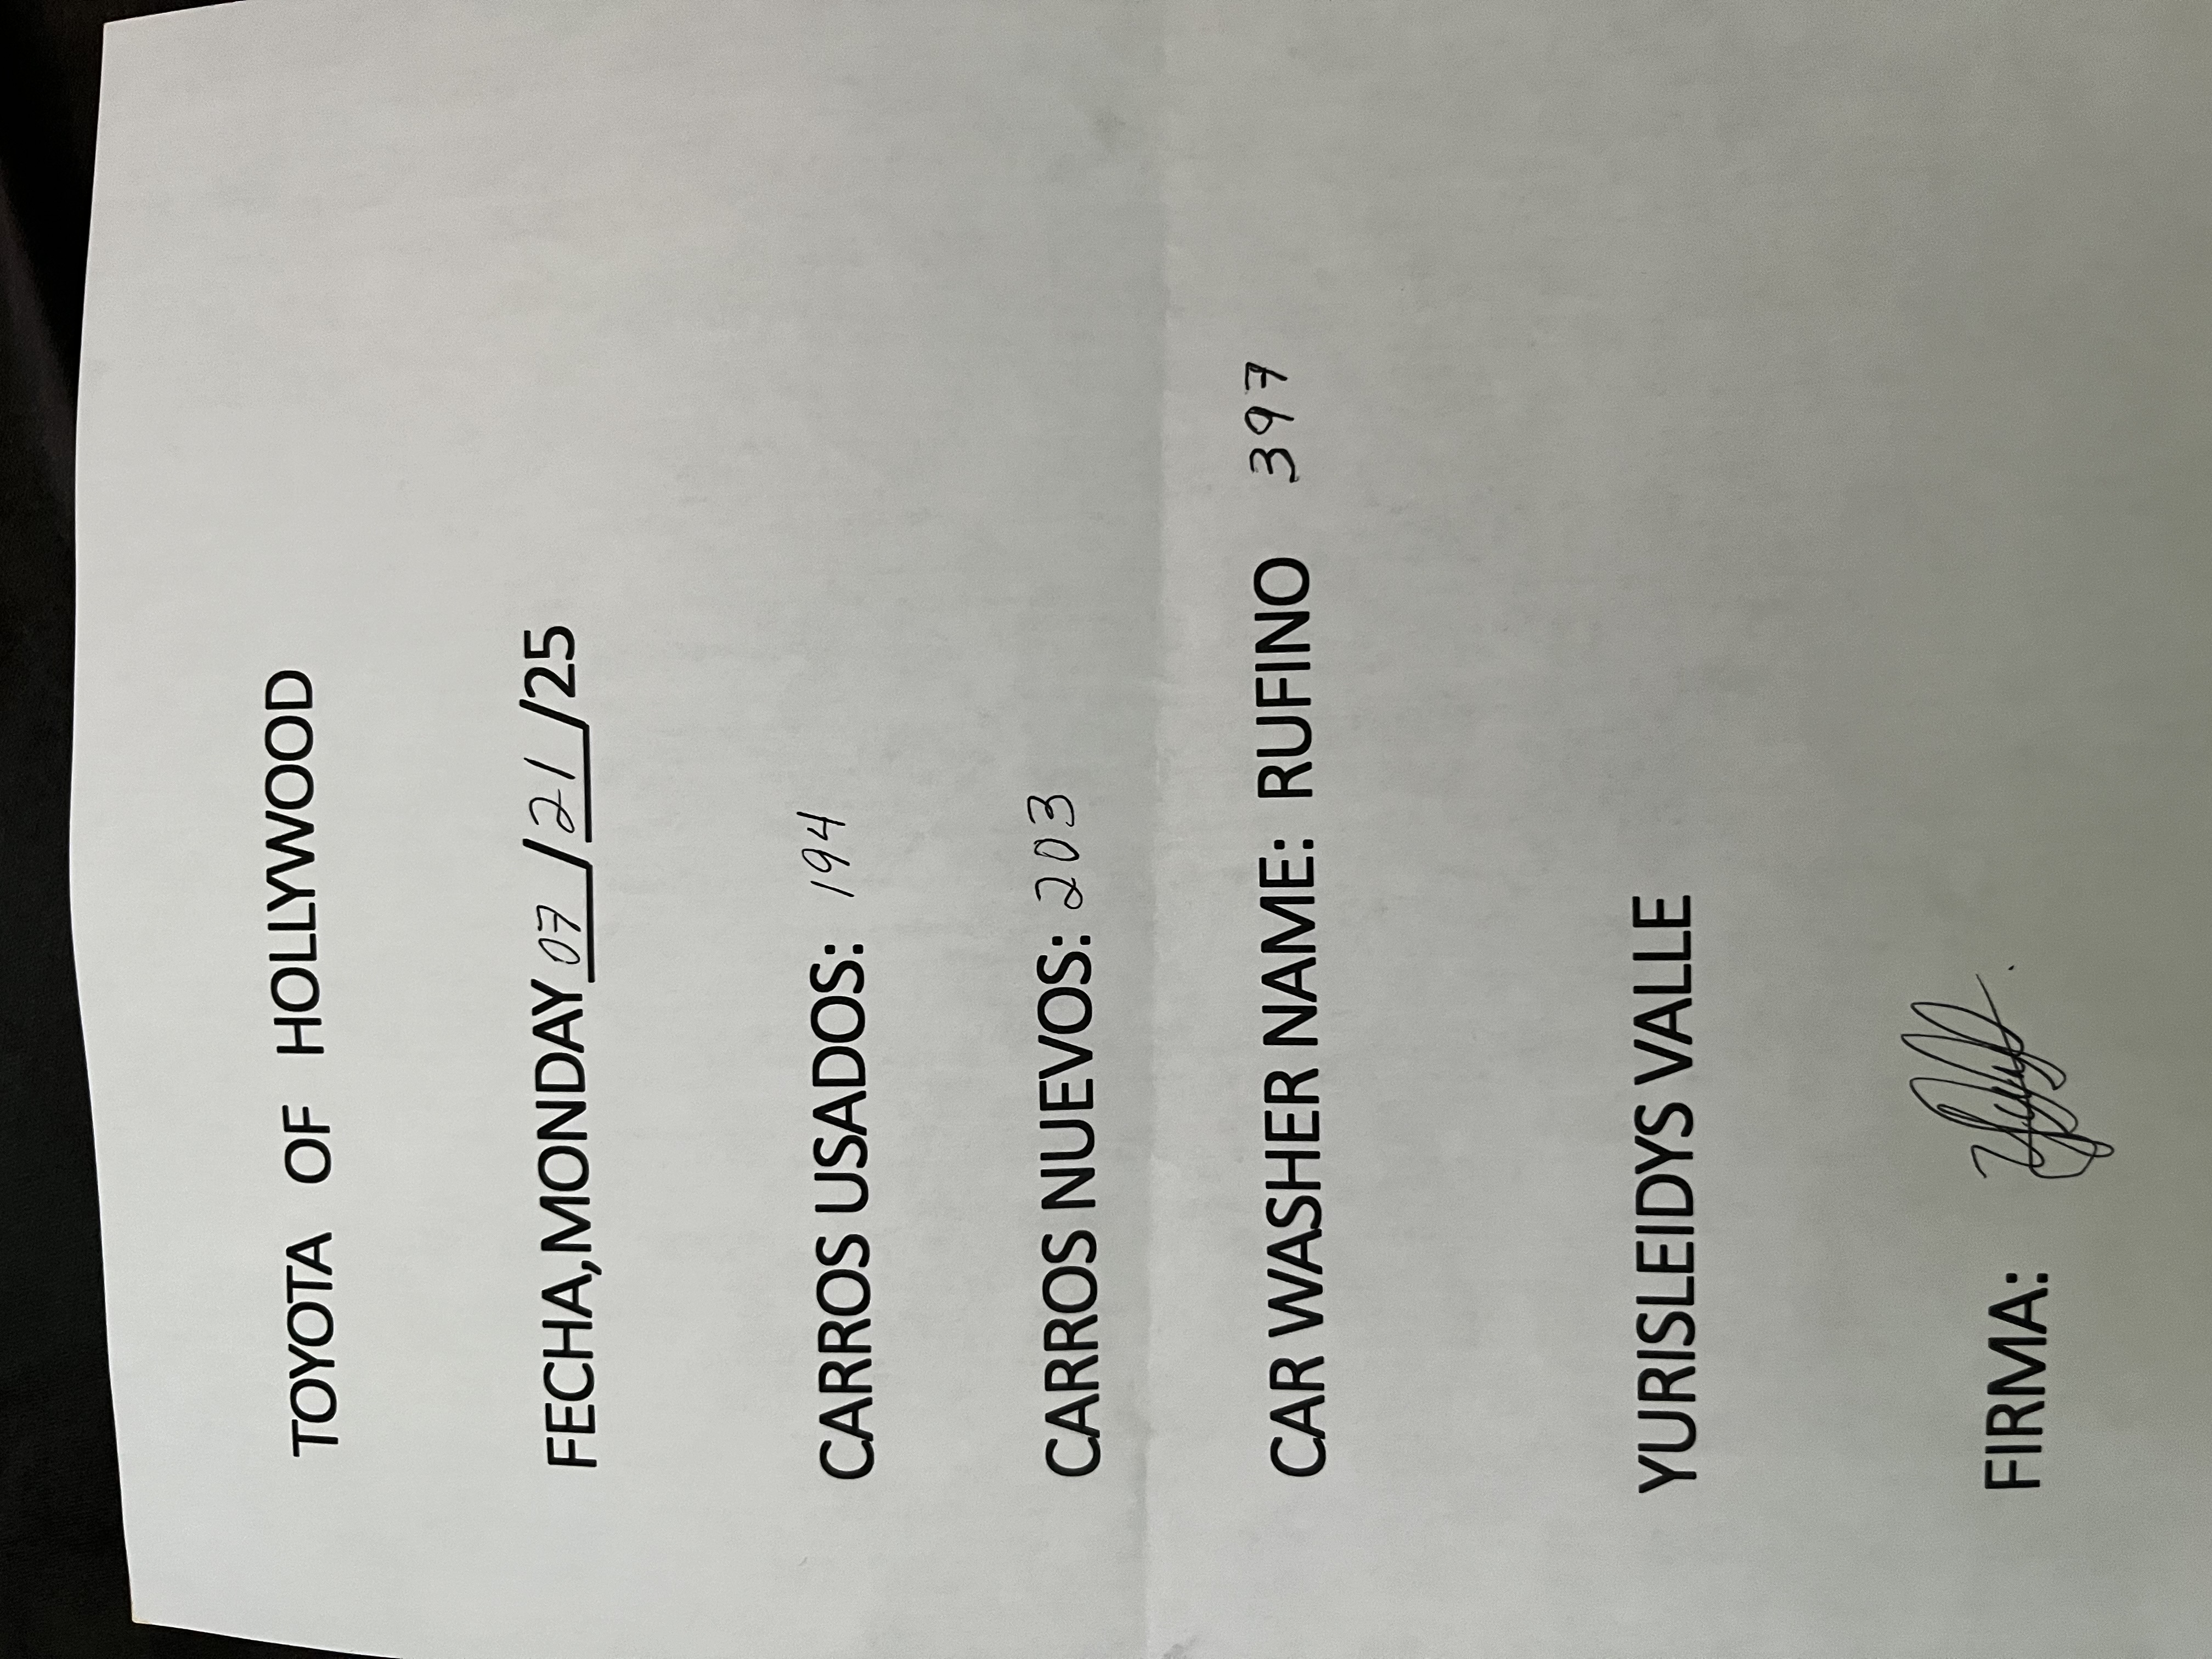 TOYOTA OF HOLLYWOOD
FECHA,MONDAY 07 / 21 /25
CARROS USADOS: 194
CARROS NUEVOS: 203
CAR WASHER NAME: RUFINO 397
YURISLEIDYS VALLE
FIRMA: